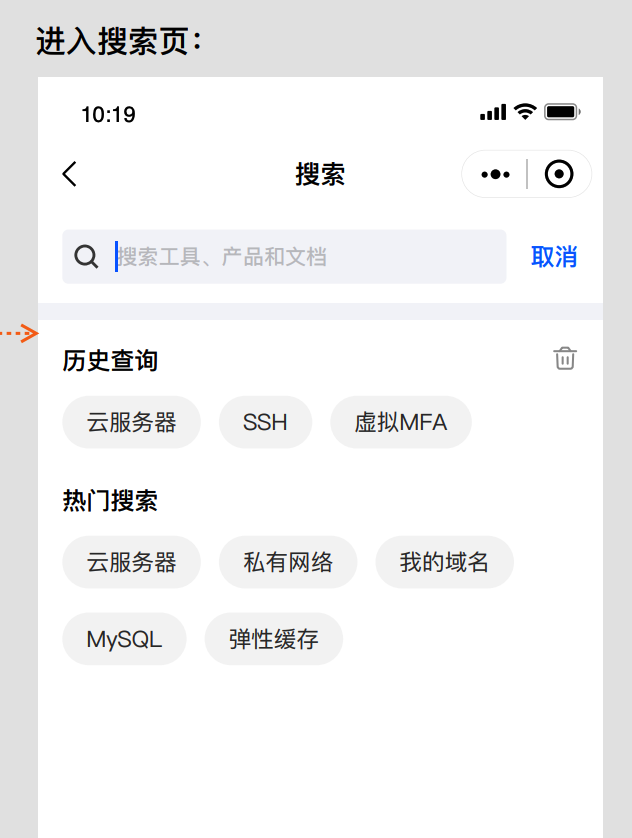 进入搜索页：
10:19
搜索
搜索工具、产品和文档 取消
历史查询
云服务器 SSH 虚拟MFA
热门搜索
云服务器 私有网络 我的域名
MySQL 弹性缓存